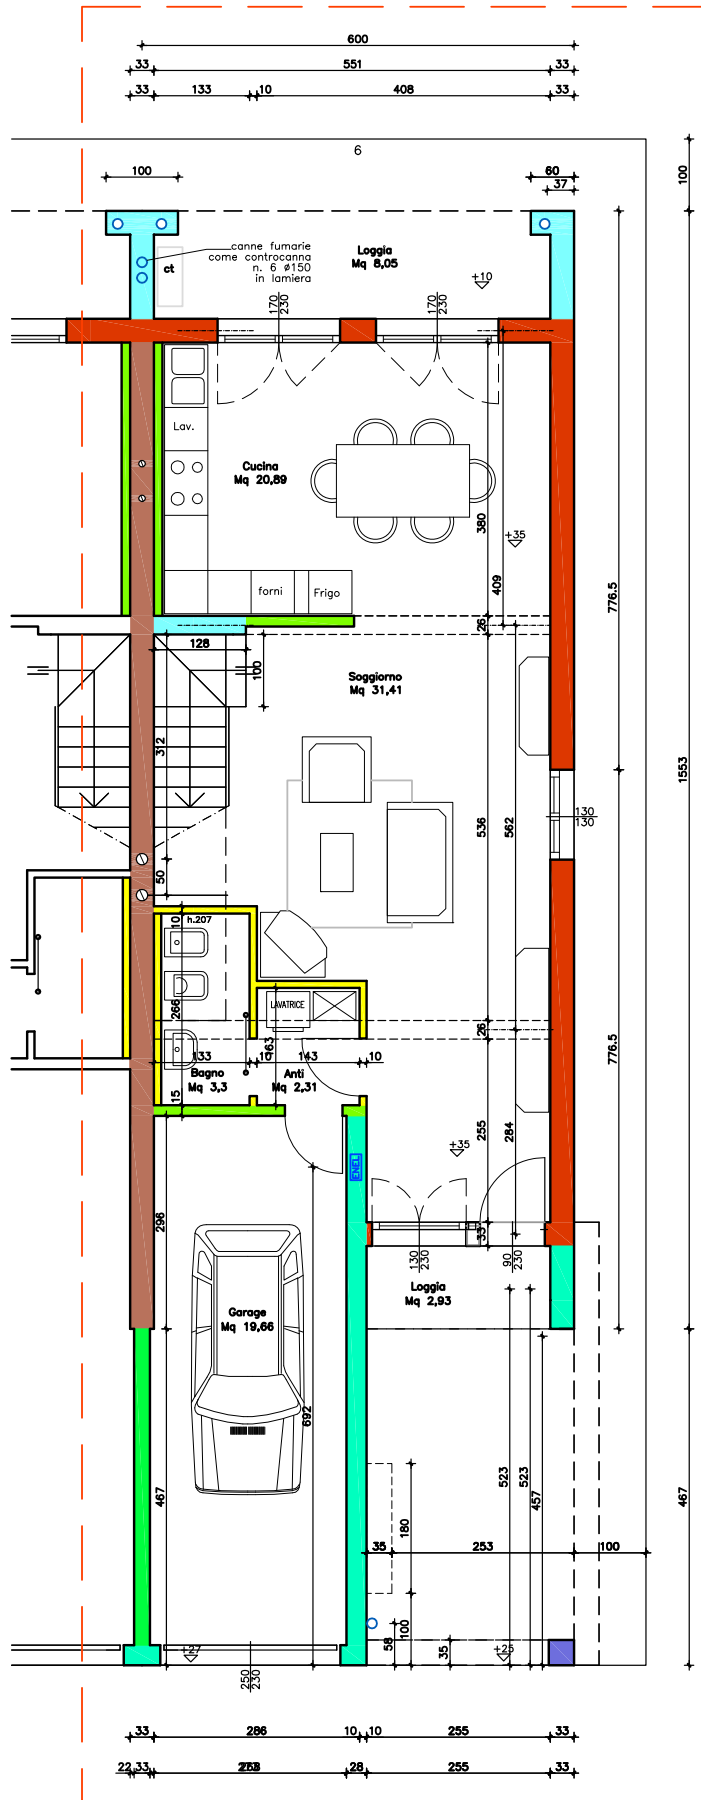 600
33 551 33
33 133 10 408 33
6
100
60
37
100
canne fumarie
come controcanna
n. 6 ø150
in lamiera
ct
Loggia
Mq 8,05
+10
170
230
170
230
Lav.
Cucina
Mq 20,89
380
+35
409
776.5
forni
Frigo
26
128
100
Soggiorno
Mq 31,41
312
1553
536
562
130
130
50
10
h.207
266
LAVATRICE
163
26
133 10 143 10
Bagno
Mq 3,3
Anti
Mq 2,31
15
776.5
255
284
+35
ENEL
296
33
130
230
90
230
Loggia
Mq 2,93
Garage
Mq 19,66
692
467
523
523
457
467
180
35 253 100
100
58
35
+27
+25
250
230
33 286 10 10 255 33
22 33 28 255 33